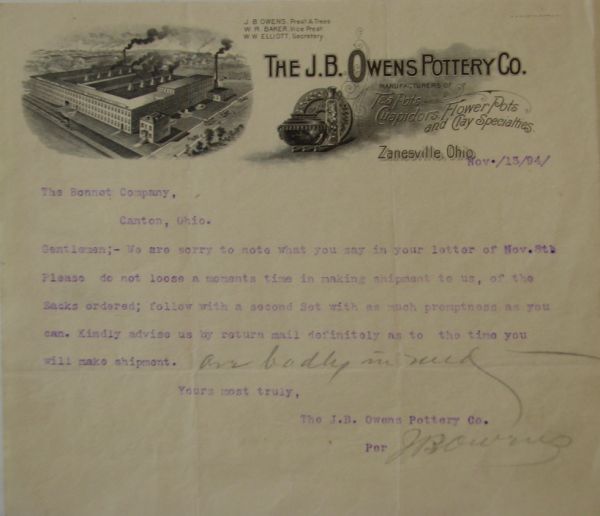 J. B. OWENS, Prest & Treas
W. R. BAKER, Vice Prest
W. W. ELLIOTT, Secretary
THE J.B. OWENS POTTERY CO.
MANUFACTURERS OF
Tea Pots,
Cuspidors, Flower Pots
and Clay Specialties.
Zanesville, Ohio, Nov./13/94/
The Bonnot Company,
Canton, Ohio.
Gentlemen;- We are sorry to note what you say in your letter of Nov. 8th
Please do not loose a moments time in making shipment to us, of the
Sacks ordered; follow with a second Set with as much promptness as you
can. Kindly advise us by return mail definitely as to the time you
will make shipment. are badly in need
Yours most truly,
The J.B. Owens Pottery Co.
Per JB Owens